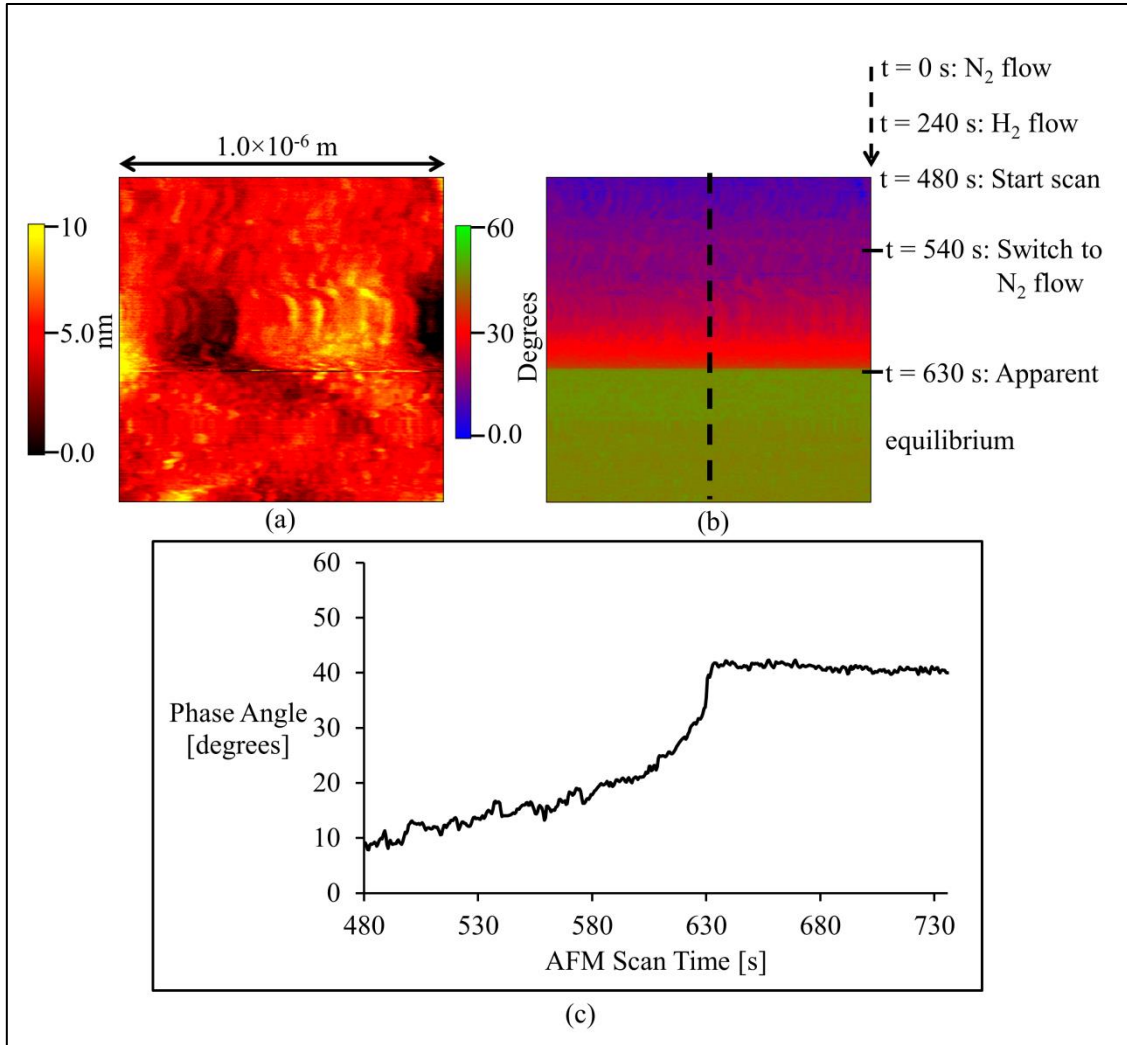 t = 0 s: N₂ flow
t = 240 s: H₂ flow
t = 480 s: Start scan
t = 540 s: Switch to
N₂ flow
t = 630 s: Apparent
equilibrium
1.0×10⁻⁶ m
10
5.0
0.0
nm
60
30
0.0
Degrees
(a)
(b)
60
50
40
30
20
10
0
Phase Angle
[degrees]
480
530
580
630
680
730
AFM Scan Time [s]
(c)